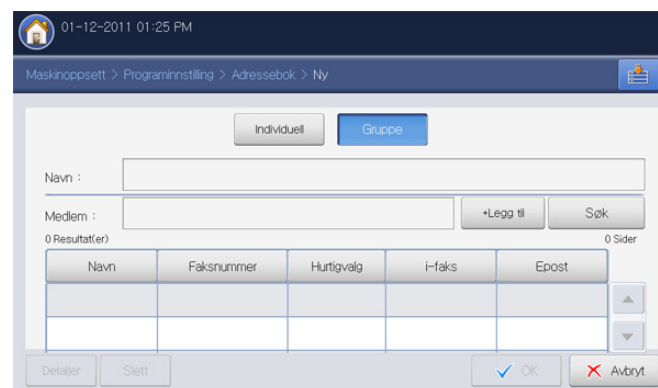 01-12-2011 01:25 PM
Maskinoppsett > Programinnstilling > Adressebok > Ny
Individuell Gruppe
Navn :
Medlem : +Legg til Søk
0 Resultat(er) 0 Sider
Navn Faksnummer Hurtigvalg i-faks Epost
Detaljer Slett OK Avbryt